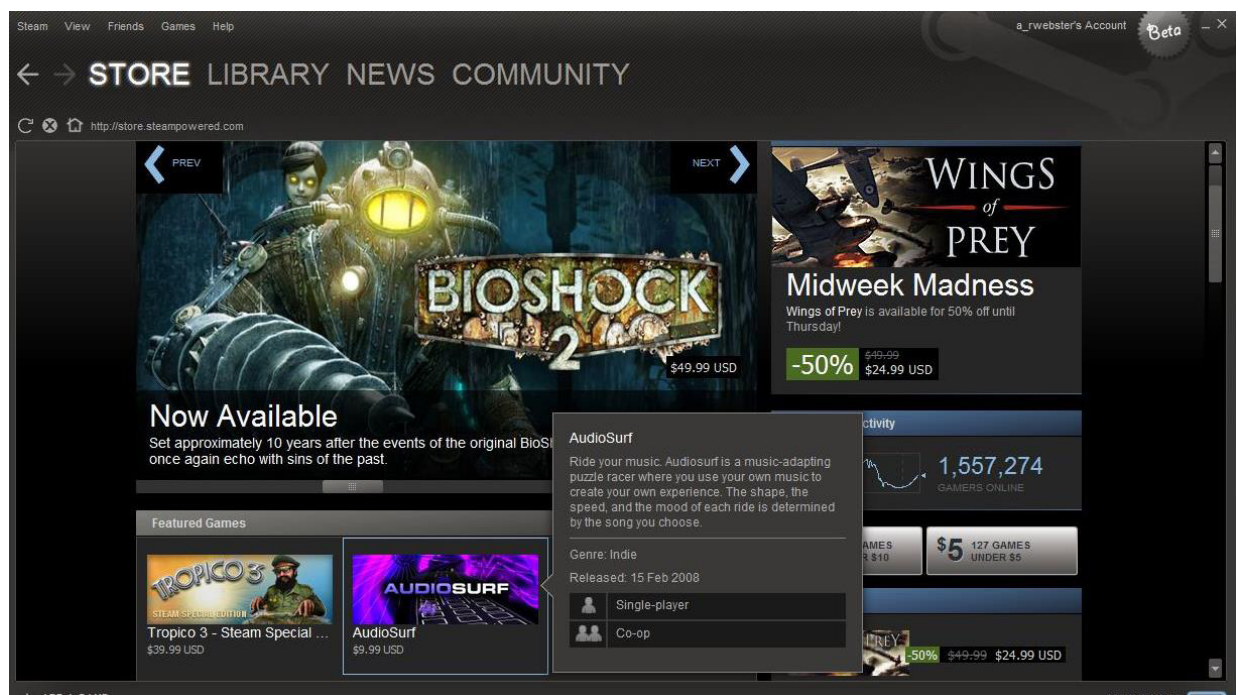 Steam View Friends Games Help
a_rwebster's Account
Beta
STORE LIBRARY NEWS COMMUNITY
http://store.steampowered.com
PREV
NEXT
BIOSHOCK
2
$49.99 USD
Now Available
Set approximately 10 years after the events of the original BioS
once again echo with sins of the past.
WINGS
of
PREY
Midweek Madness
Wings of Prey is available for 50% off until
Thursday!
-50%
$49.99
$24.99 USD
Featured Games
TROPICO 3
STEAM SPECIAL EDITION
Tropico 3 - Steam Special ...
$39.99 USD
AUDIOSURF
AudioSurf
$9.99 USD
AudioSurf
Ride your music. Audiosurf is a music-adapting
puzzle racer where you use your own music to
create your own experience. The shape, the
speed, and the mood of each ride is determined
by the song you choose.
Genre: Indie
Released: 15 Feb 2008
Single-player
Co-op
ctivity
1,557,274
GAMERS ONLINE
AMES
R $10
$5 127 GAMES
UNDER $5
PREY
-50% $49.99 $24.99 USD